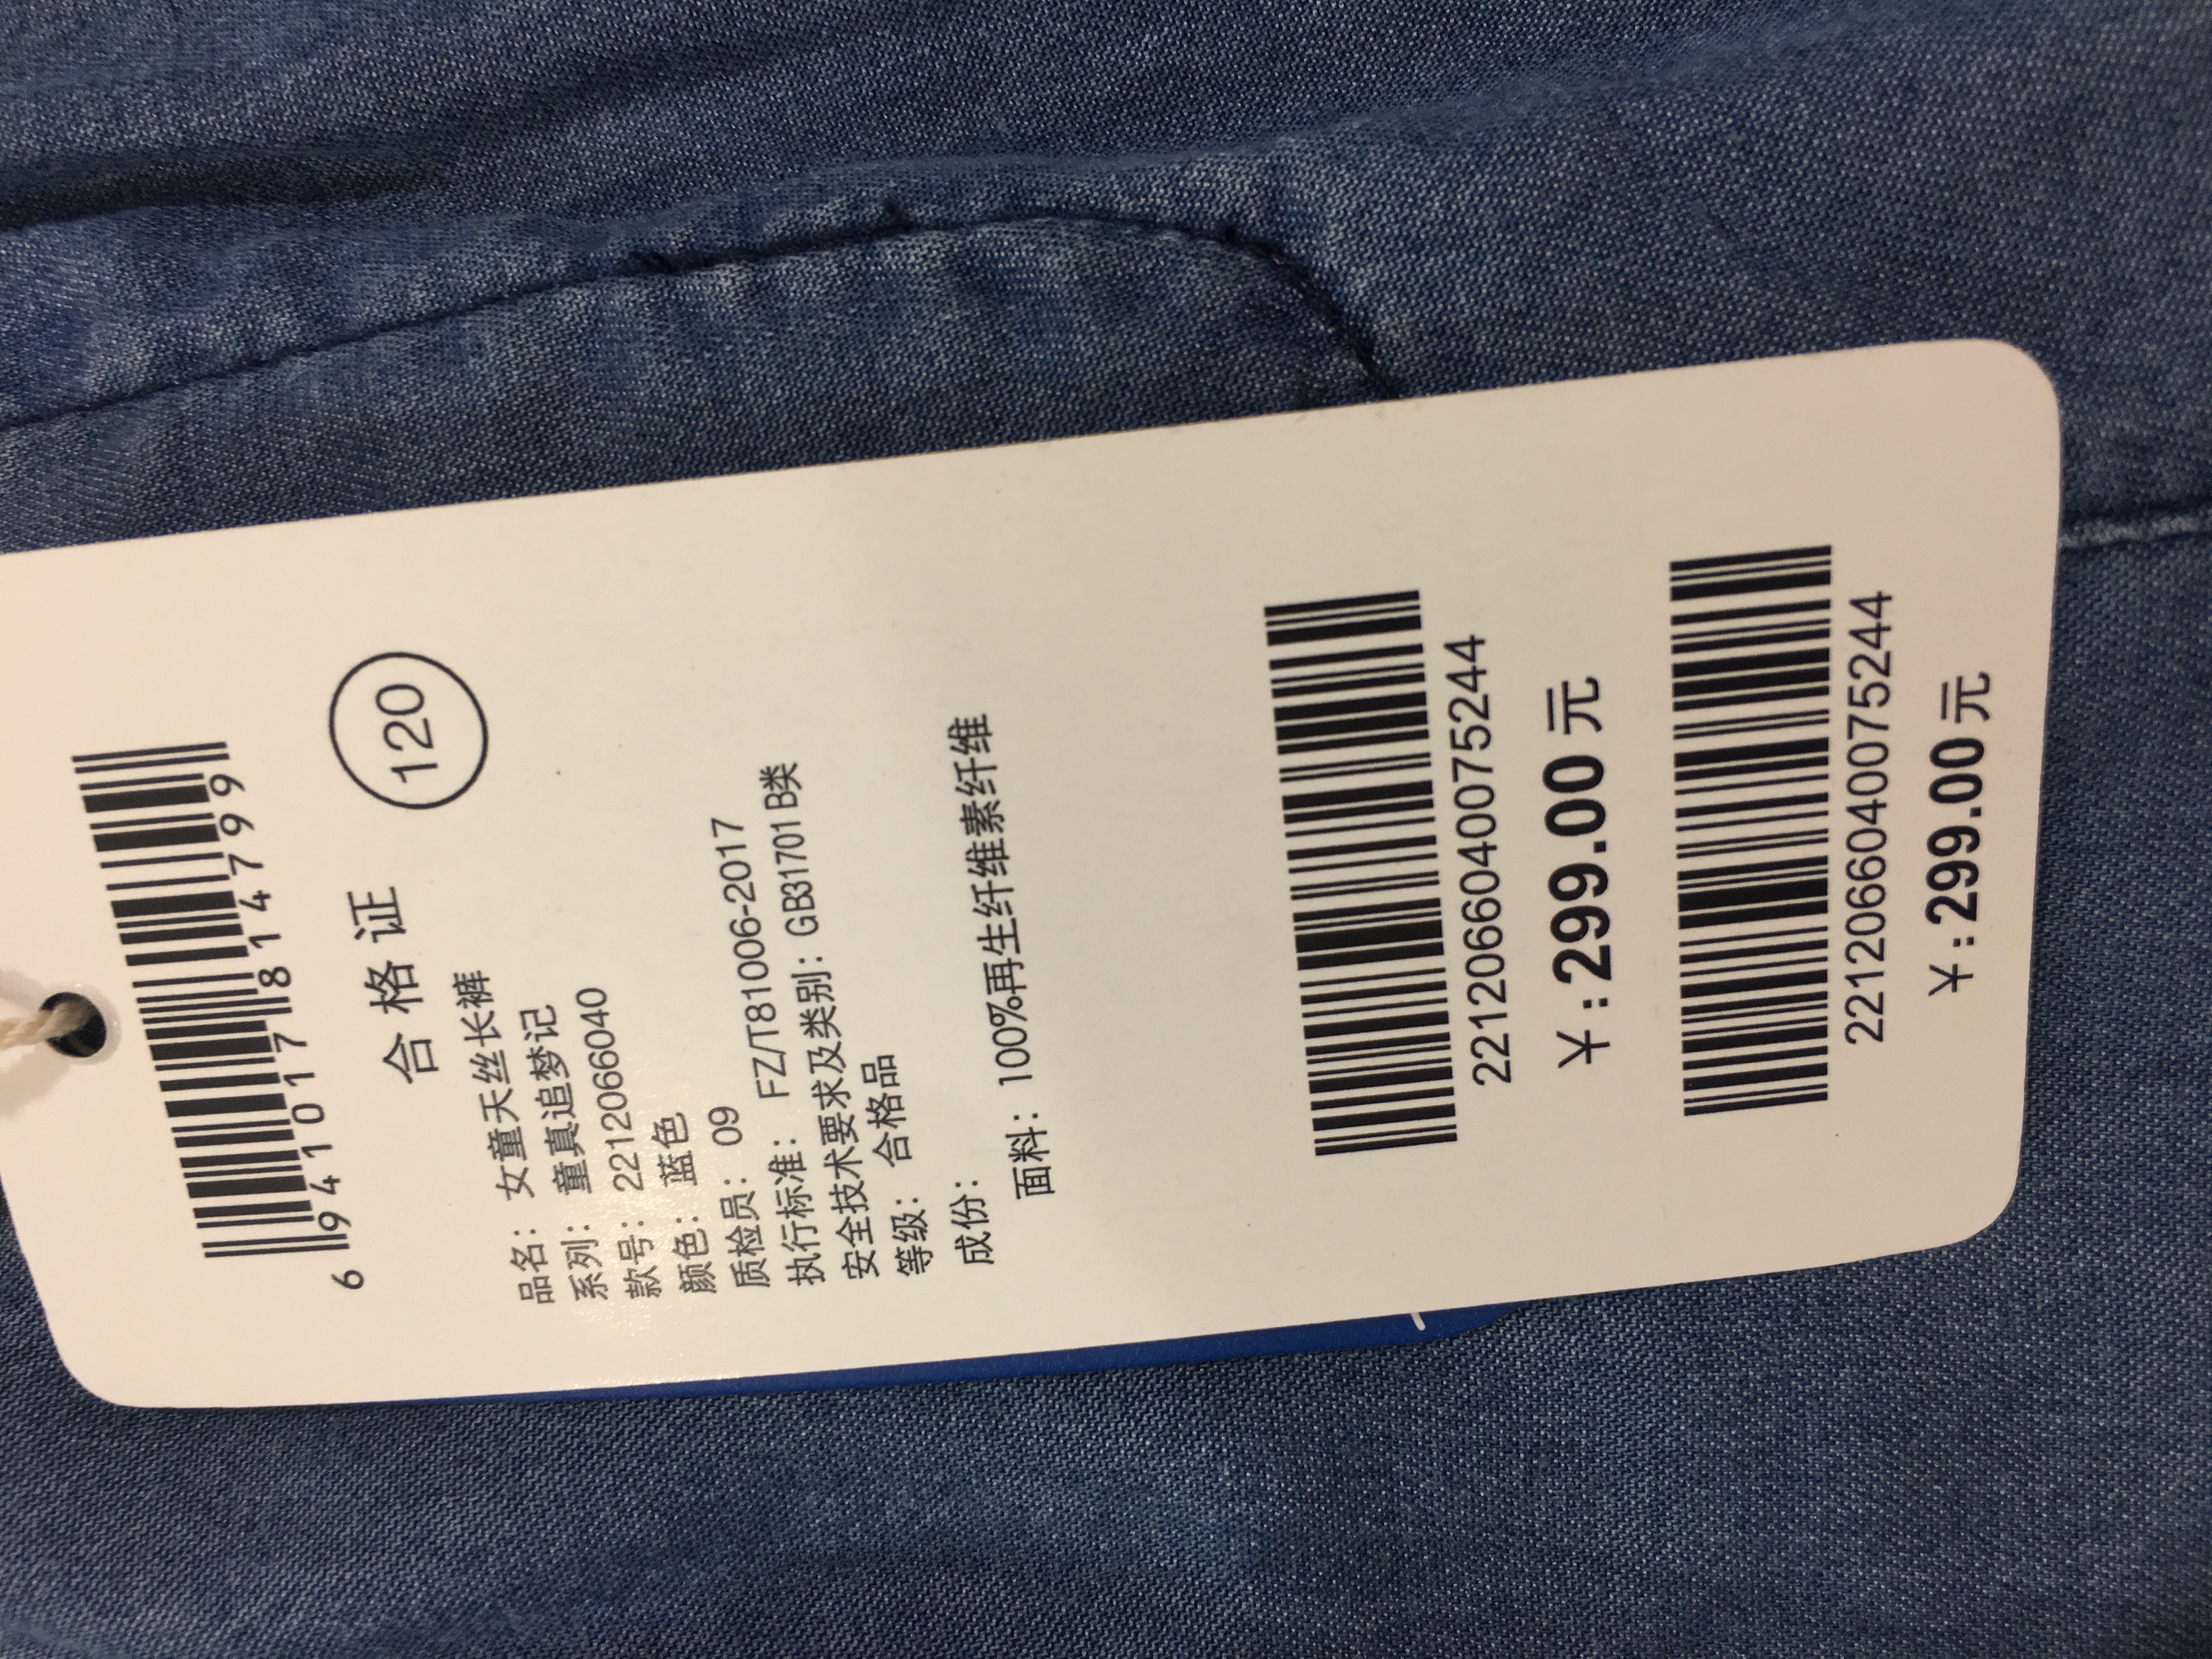 6941017814799
合格证
120
品名：女童天丝长裤
系列：童真追梦记
款号：221206​6040
颜色：蓝色
质检员：09
执行标准：FZ/T81006-2017
安全技术要求及类别：GB31701 B类
等级：合格品
成份：
面料：100%再生纤维素纤维
2212066040075244
￥:299.00元
2212066040075244
￥:299.00元